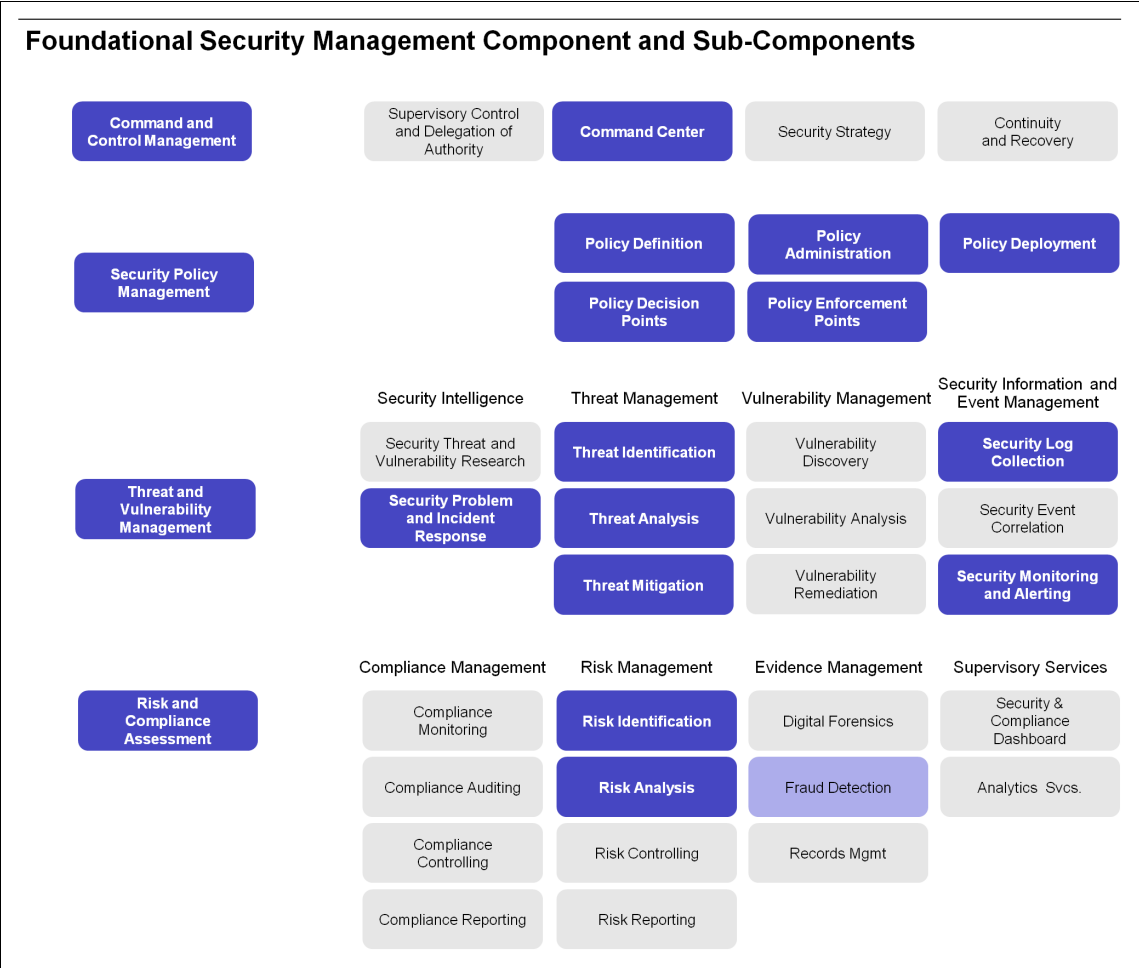 Foundational Security Management Component and Sub-Components
Command and
Control Management
Supervisory Control
and Delegation of
Authority
Command Center
Security Strategy
Continuity
and Recovery
Security Policy
Management
Policy Definition
Policy
Administration
Policy Deployment
Policy Decision
Points
Policy Enforcement
Points
Threat and
Vulnerability
Management
Security Intelligence
Threat Management
Vulnerability Management
Security Information and
Event Management
Security Threat and
Vulnerability Research
Threat Identification
Vulnerability
Discovery
Security Log
Collection
Security Problem
and Incident
Response
Threat Analysis
Vulnerability Analysis
Security Event
Correlation
Threat Mitigation
Vulnerability
Remediation
Security Monitoring
and Alerting
Risk and
Compliance
Assessment
Compliance Management
Risk Management
Evidence Management
Supervisory Services
Compliance
Monitoring
Risk Identification
Digital Forensics
Security &
Compliance
Dashboard
Compliance Auditing
Risk Analysis
Fraud Detection
Analytics Svcs.
Compliance
Controlling
Risk Controlling
Records Mgmt
Compliance Reporting
Risk Reporting